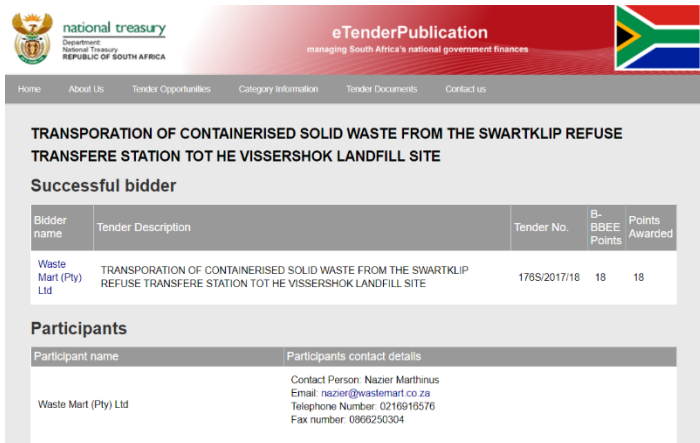 national treasury
Department:
National Treasury
REPUBLIC OF SOUTH AFRICA
eTenderPublication
managing South Africa's national government finances
Home About Us Tender Opportunities Category Information Tender Documents Contact us
TRANSPORATION OF CONTAINERISED SOLID WASTE FROM THE SWARTKLIP REFUSE
TRANSFERE STATION TOT HE VISSERSHOK LANDFILL SITE
Successful bidder
Bidder name Tender Description Tender No. B-BBEE Points Points Awarded
Waste Mart (Pty) Ltd
TRANSPORATION OF CONTAINERISED SOLID WASTE FROM THE SWARTKLIP
REFUSE TRANSFERE STATION TOT HE VISSERSHOK LANDFILL SITE
176S/2017/18 18 18
Participants
Participant name Participants contact details
Waste Mart (Pty) Ltd
Contact Person: Nazier Marthinus
Email: nazier@wastemart.co.za
Telephone Number: 0216916576
Fax number: 0866250304